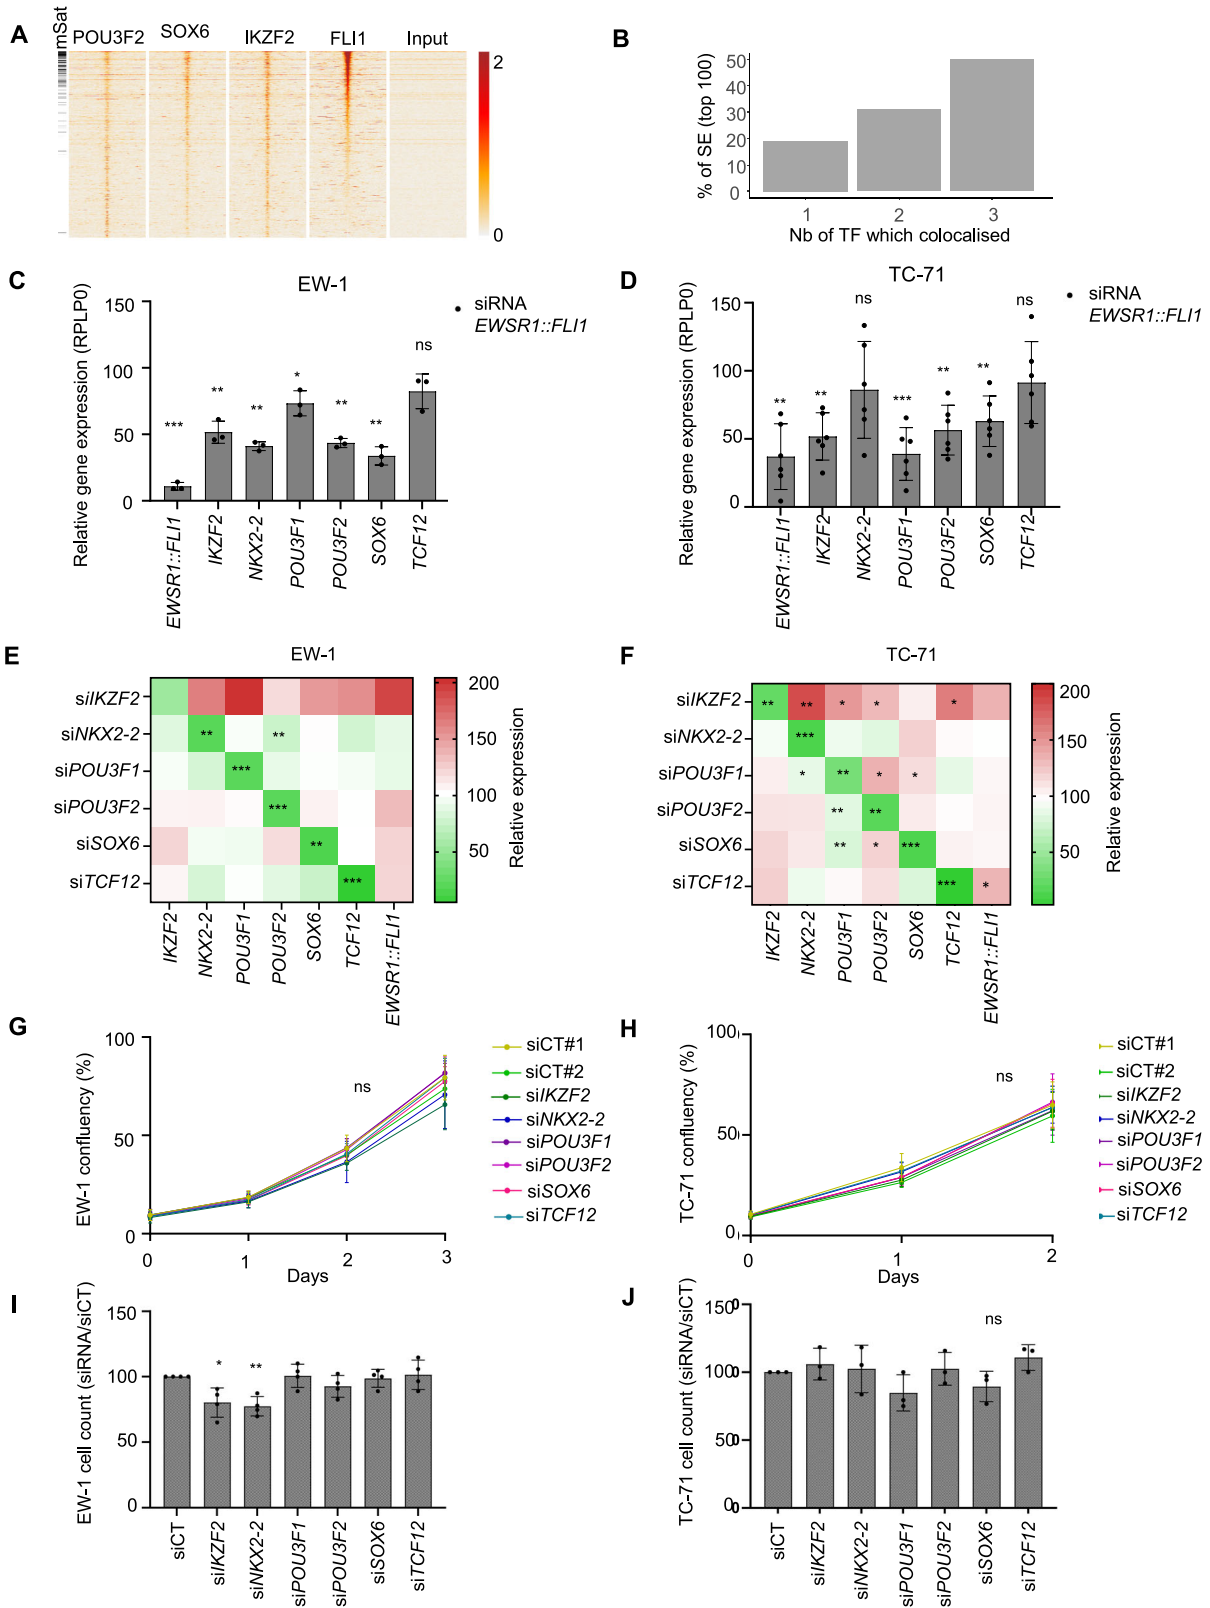 A
mSat
POU3F2
SOX6
IKZF2
FLI1
Input
2
0
B
% of SE (top 100)
50
40
30
20
10
0
1
2
3
Nb of TF which colocalised
C
EW-1
Relative gene expression (RPLP0)
150
100
50
0
***
**
**
*
**
**
ns
siRNA
EWSR1::FLI1
EWSR1::FLI1
IKZF2
NKX2-2
POU3F1
POU3F2
SOX6
TCF12
D
TC-71
Relative gene expression (RPLP0)
150
100
50
0
**
**
ns
***
**
**
ns
siRNA
EWSR1::FLI1
EWSR1::FLI1
IKZF2
NKX2-2
POU3F1
POU3F2
SOX6
TCF12
E
EW-1
siIKZF2
siNKX2-2
** **
siPOU3F1
***
siPOU3F2
***
siSOX6
**
siTCF12
***
IKZF2
NKX2-2
POU3F1
POU3F2
SOX6
TCF12
EWSR1::FLI1
200
150
100
50
Relative expression
F
TC-71
siIKZF2
** ** * * *
siNKX2-2
***
siPOU3F1
* ** * *
siPOU3F2
** **
siSOX6
** * ***
siTCF12
*** *
IKZF2
NKX2-2
POU3F1
POU3F2
SOX6
TCF12
EWSR1::FLI1
200
150
100
50
Relative expression
G
EW-1 confluency (%)
100
50
0
ns
0
1
2
3
Days
siCT#1
siCT#2
siIKZF2
siNKX2-2
siPOU3F1
siPOU3F2
siSOX6
siTCF12
H
TC-71 confluency (%)
100
50
0
ns
0
1
2
Days
siCT#1
siCT#2
siIKZF2
siNKX2-2
siPOU3F1
siPOU3F2
siSOX6
siTCF12
I
EW-1 cell count (siRNA/siCT)
150
100
50
0
*
**
siCT
siIKZF2
siNKX2-2
siPOU3F1
siPOU3F2
siSOX6
siTCF12
J
TC-71 cell count (siRNA/siCT)
150
100
50
0
ns
siCT
siIKZF2
siNKX2-2
siPOU3F1
siPOU3F2
siSOX6
siTCF12